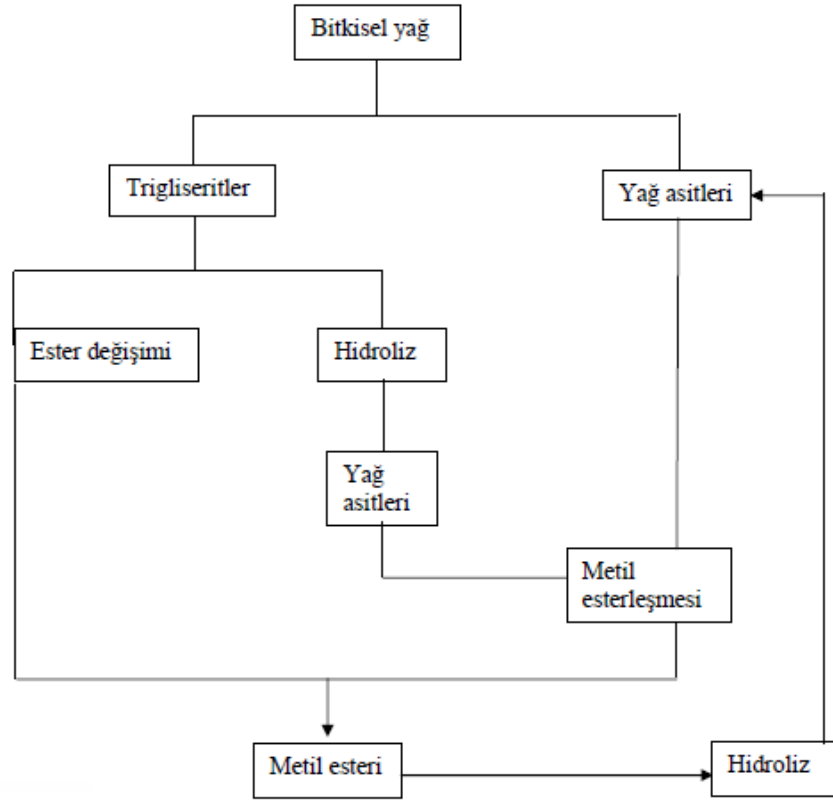 Bitkisel yağ
Trigliseritler
Yağ asitleri
Ester değişimi
Hidroliz
Yağ
asitleri
Metil
esterleşmesi
Metil esteri
Hidroliz